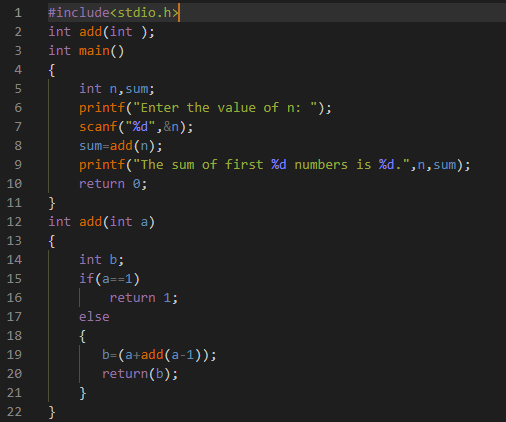 1 #include<stdio.h>
2 int add(int );
3 int main()
4 {
5     int n,sum;
6     printf("Enter the value of n: ");
7     scanf("%d",&n);
8     sum=add(n);
9     printf("The sum of first %d numbers is %d.",n,sum);
10     return 0;
11 }
12 int add(int a)
13 {
14     int b;
15     if(a==1)
16         return 1;
17     else
18     {
19        b=(a+add(a-1));
20        return(b);
21     }
22 }